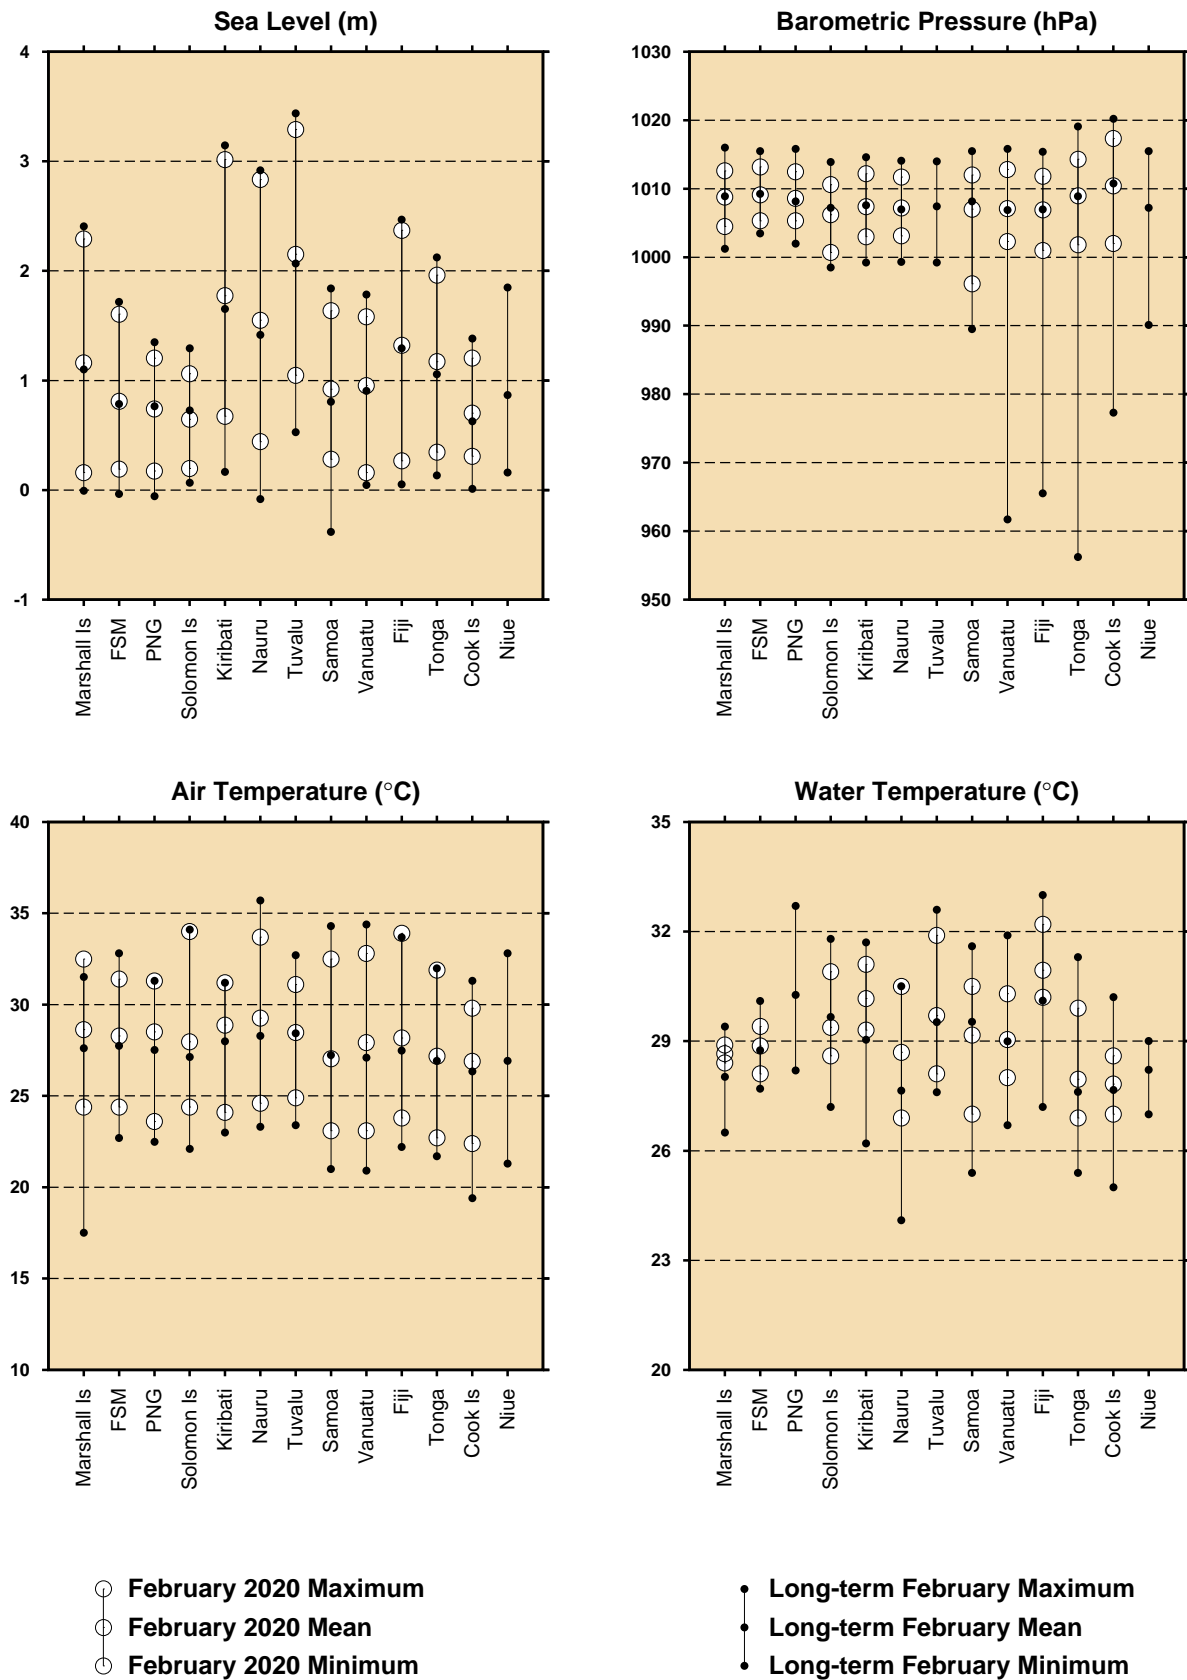 Sea Level (m)
4
3
2
1
0
-1
Marshall Is
FSM
PNG
Solomon Is
Kiribati
Nauru
Tuvalu
Samoa
Vanuatu
Fiji
Tonga
Cook Is
Niue
Barometric Pressure (hPa)
1030
1020
1010
1000
990
980
970
960
950
Marshall Is
FSM
PNG
Solomon Is
Kiribati
Nauru
Tuvalu
Samoa
Vanuatu
Fiji
Tonga
Cook Is
Niue
Air Temperature (°C)
40
35
30
25
20
15
10
Marshall Is
FSM
PNG
Solomon Is
Kiribati
Nauru
Tuvalu
Samoa
Vanuatu
Fiji
Tonga
Cook Is
Niue
Water Temperature (°C)
35
32
29
26
23
20
Marshall Is
FSM
PNG
Solomon Is
Kiribati
Nauru
Tuvalu
Samoa
Vanuatu
Fiji
Tonga
Cook Is
Niue
February 2020 Maximum
February 2020 Mean
February 2020 Minimum
Long-term February Maximum
Long-term February Mean
Long-term February Minimum